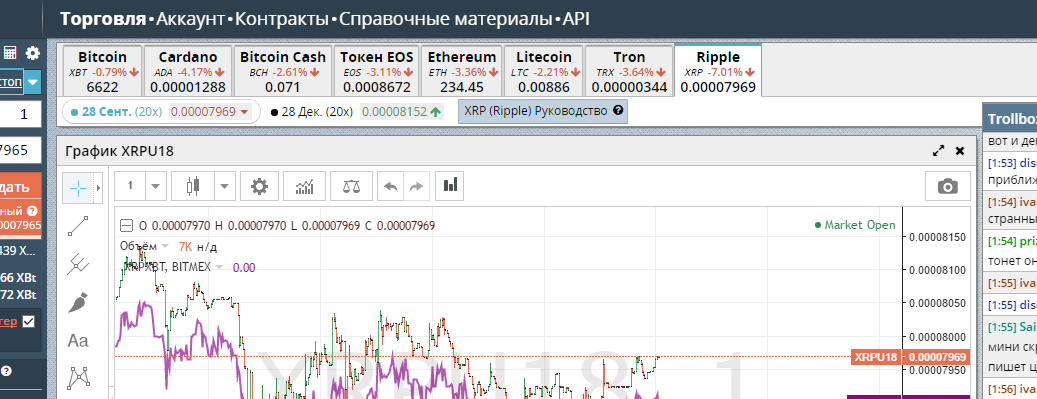 Торговля • Аккаунт • Контракты • Справочные материалы • API
Bitcoin Cardano Bitcoin Cash Токен EOS Ethereum Litecoin Tron Ripple
XBT -0.79% ADA -4.17% BCH -2.61% EOS -3.11% ETH -3.36% LTC -2.21% TRX -3.64% XRP -7.01%
6622 0.00001288 0.071 0.0008672 234.45 0.00886 0.00000344 0.00007969
стоп
28 Сент. (20x) 0.00007969 28 Дек. (20x) 0.00008152 XRP (Ripple) Руководство
1
Trollbox
7965
График XRPU18
вот и
[1:53]
1
приближ
дать
[1:54] iva
ный
странны
0007965
O 0.00007970 H 0.00007970 L 0.00007969 C 0.00007969
Market Open
[1:54] priz
0.00008150
Объём 7K н/д
тонет он
439 X...
XRPXBT, BITMEX 0.00
0.00008100
66 XBt
[1:55] iva
72 XBt
0.00008050
[1:55] dis
тер
[1:55] Sai
Aa
0.00008000
мини скр
XRPU18 0.00007969
XRPU18, 1
0.00007950
пишет ц
[1:56] iva